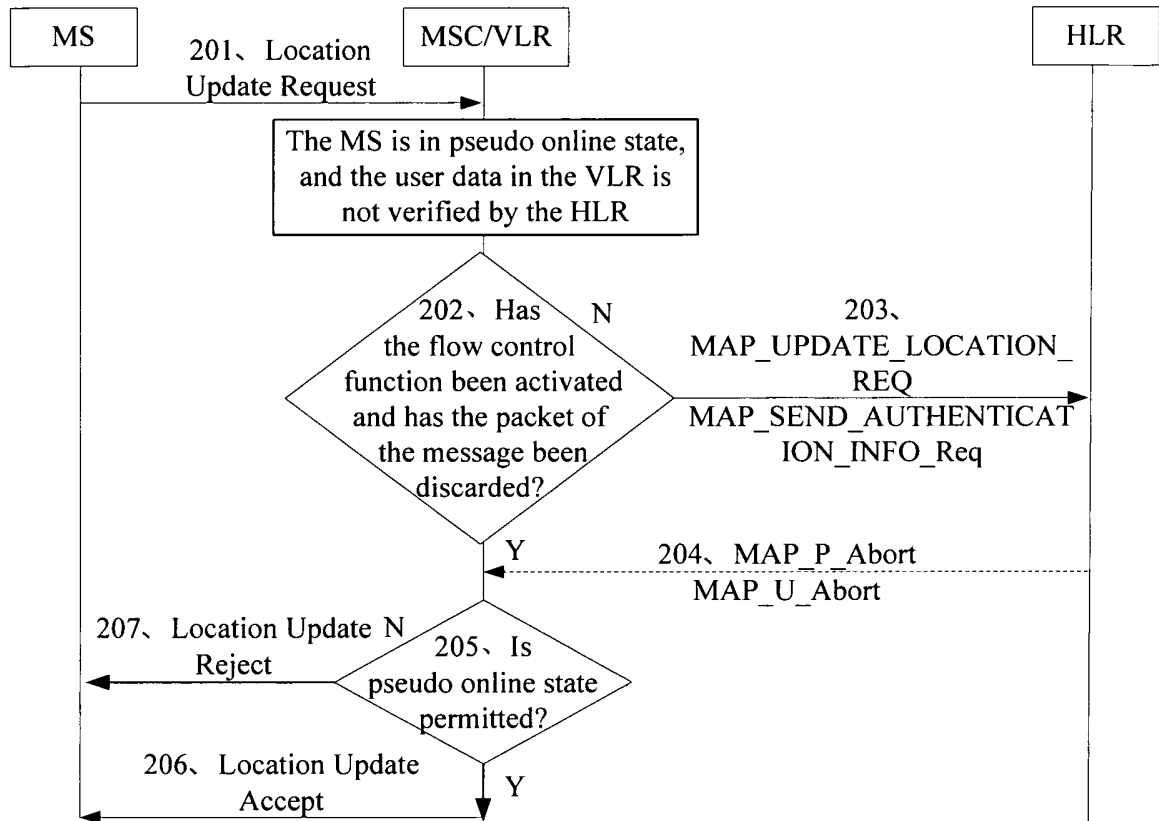 MS
MSC/VLR
HLR
201、Location
Update Request
The MS is in pseudo online state,
and the user data in the VLR is
not verified by the HLR
202、Has
the flow control
function been activated
and has the packet of
the message been
discarded?
N
203、
MAP_UPDATE_LOCATION_
REQ
MAP_SEND_AUTHENTICAT
ION_INFO_Req
Y
204、MAP_P_Abort
MAP_U_Abort
207、Location Update
Reject
N
205、Is
pseudo online state
permitted?
206、Location Update
Accept
Y